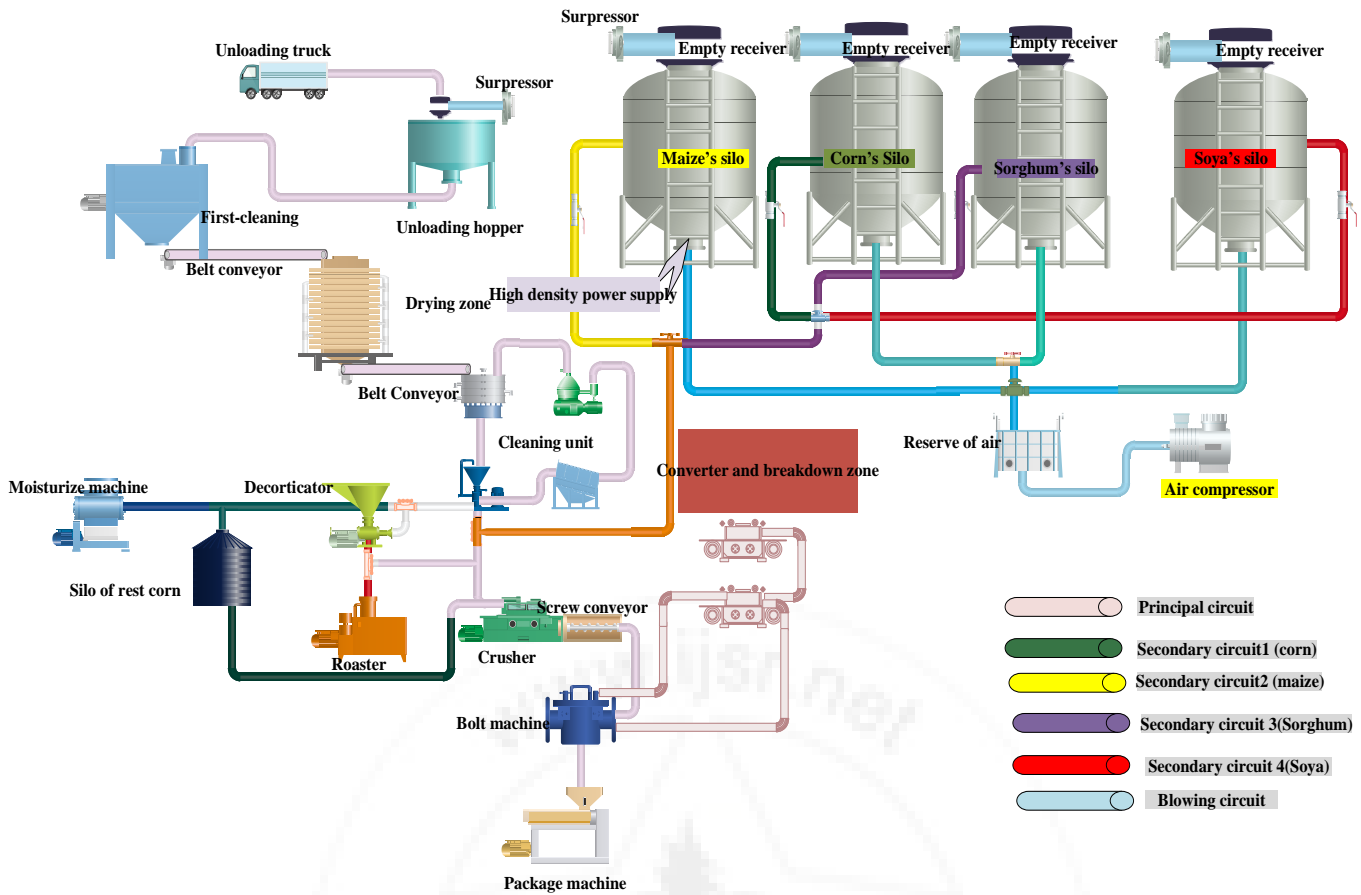 Surpressor
Empty receiver
Empty receiver
Empty receiver
Empty receiver
Unloading truck
Surpressor
Maize's silo
Corn's Silo
Sorghum's silo
Soya's silo
First-cleaning
Unloading hopper
Belt conveyor
Drying zone
High density power supply
Belt Conveyor
Cleaning unit
Reserve of air
Converter and breakdown zone
Air compressor
Moisturize machine
Decorticator
Silo of rest corn
Screw conveyor
Roaster
Crusher
Bolt machine
Package machine
Principal circuit
Secondary circuit1 (corn)
Secondary circuit2 (maize)
Secondary circuit 3(Sorghum)
Secondary circuit 4(Soya)
Blowing circuit
www.ijsr.net